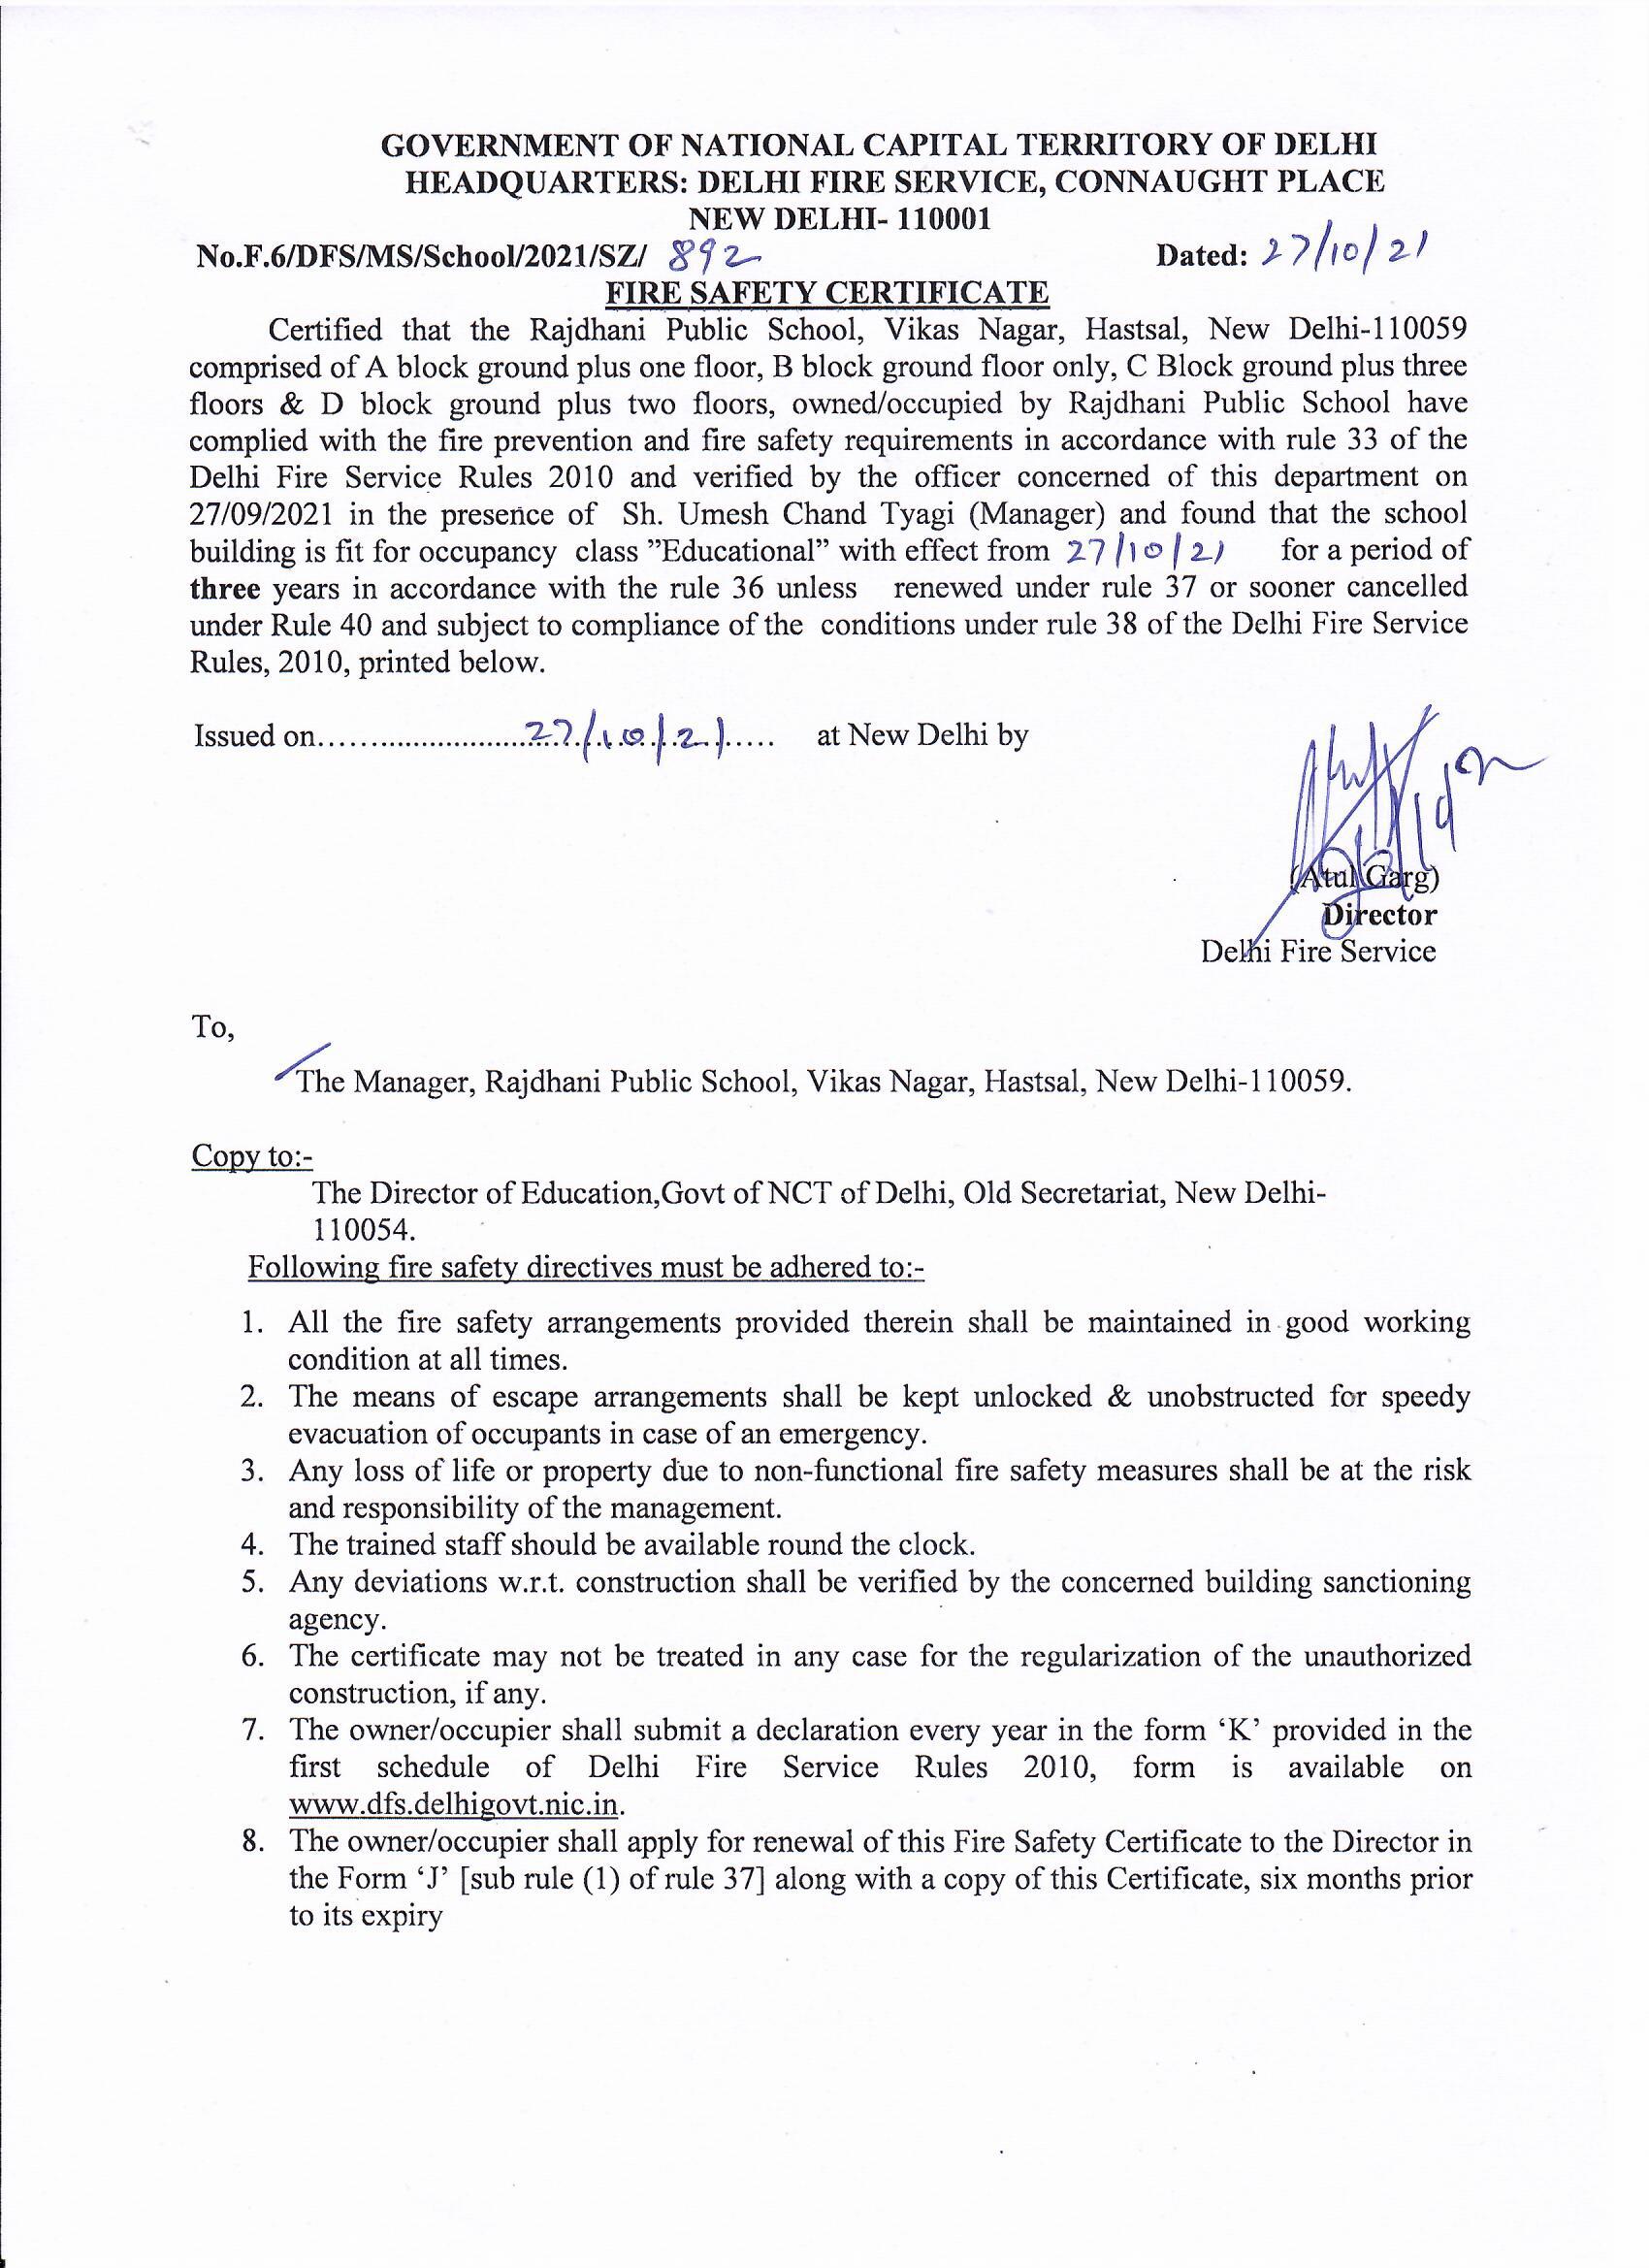 GOVERNMENT OF NATIONAL CAPITAL TERRITORY OF DELHI
HEADQUARTERS: DELHI FIRE SERVICE, CONNAUGHT PLACE
NEW DELHI- 110001
No.F.6/DFS/MS/School/2021/SZ/ 892 Dated: 27/10/21
FIRE SAFETY CERTIFICATE
Certified that the Rajdhani Public School, Vikas Nagar, Hastsal, New Delhi-110059
comprised of A block ground plus one floor, B block ground floor only, C Block ground plus three
floors & D block ground plus two floors, owned/occupied by Rajdhani Public School have
complied with the fire prevention and fire safety requirements in accordance with rule 33 of the
Delhi Fire Service Rules 2010 and verified by the officer concerned of this department on
27/09/2021 in the presence of Sh. Umesh Chand Tyagi (Manager) and found that the school
building is fit for occupancy class ”Educational” with effect from 27/10/21 for a period of
three years in accordance with the rule 36 unless renewed under rule 37 or sooner cancelled
under Rule 40 and subject to compliance of the conditions under rule 38 of the Delhi Fire Service
Rules, 2010, printed below.
Issued on..............................27/10/21...... at New Delhi by
(Atul Garg)
Director
Delhi Fire Service
To,
The Manager, Rajdhani Public School, Vikas Nagar, Hastsal, New Delhi-110059.
Copy to:-
The Director of Education,Govt of NCT of Delhi, Old Secretariat, New Delhi-
110054.
Following fire safety directives must be adhered to:-
1. All the fire safety arrangements provided therein shall be maintained in good working
condition at all times.
2. The means of escape arrangements shall be kept unlocked & unobstructed for speedy
evacuation of occupants in case of an emergency.
3. Any loss of life or property due to non-functional fire safety measures shall be at the risk
and responsibility of the management.
4. The trained staff should be available round the clock.
5. Any deviations w.r.t. construction shall be verified by the concerned building sanctioning
agency.
6. The certificate may not be treated in any case for the regularization of the unauthorized
construction, if any.
7. The owner/occupier shall submit a declaration every year in the form ‘K’ provided in the
first schedule of Delhi Fire Service Rules 2010, form is available on
www.dfs.delhigovt.nic.in.
8. The owner/occupier shall apply for renewal of this Fire Safety Certificate to the Director in
the Form ‘J’ [sub rule (1) of rule 37] along with a copy of this Certificate, six months prior
to its expiry